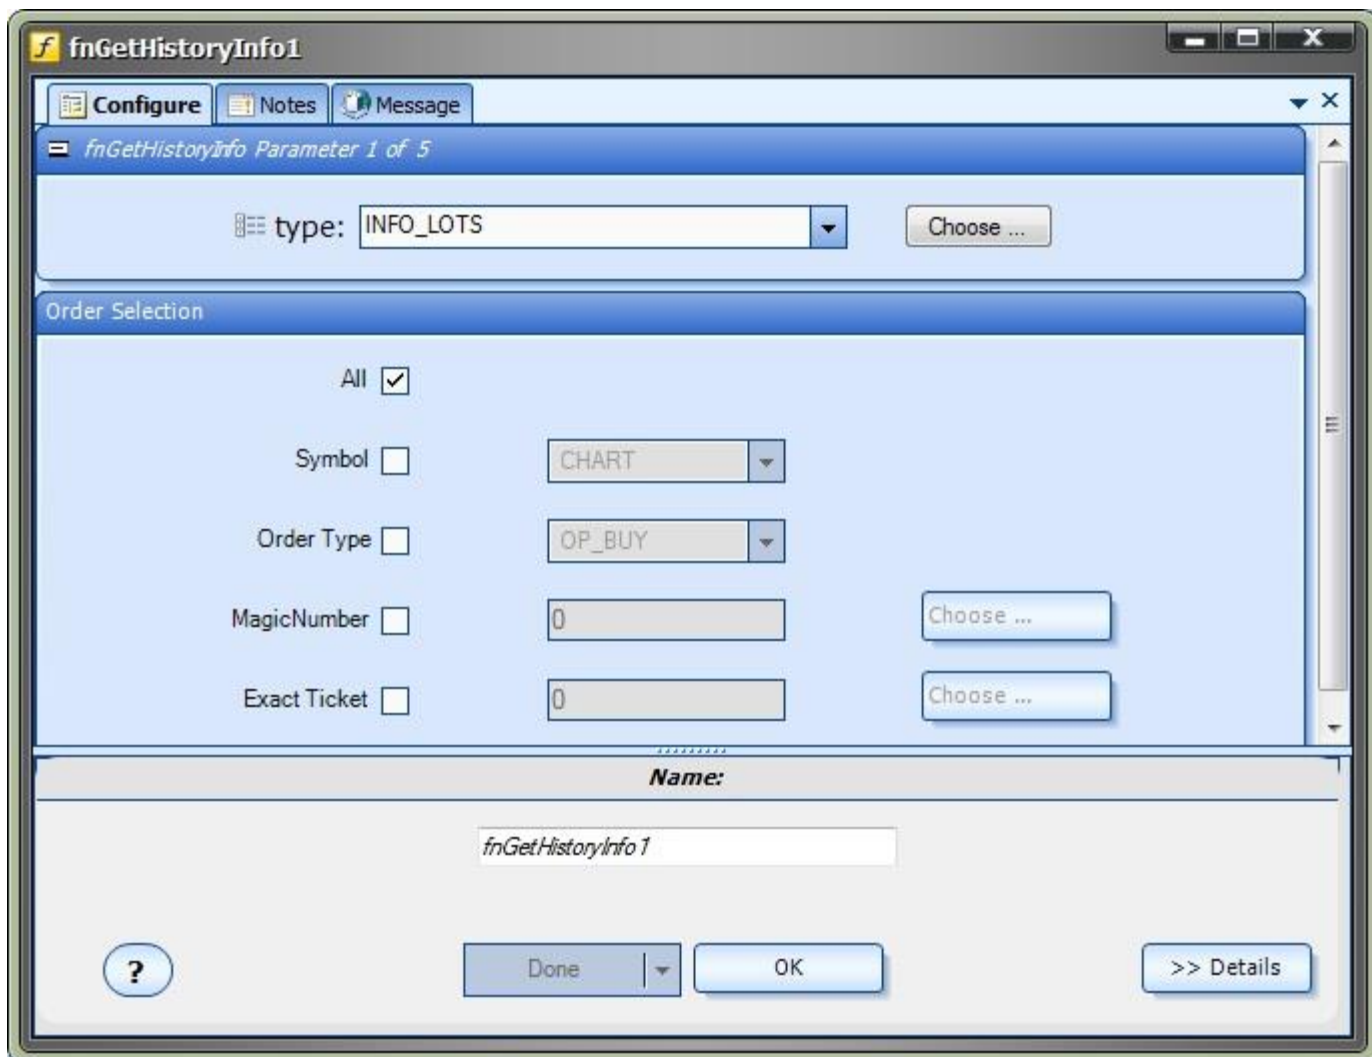 fnGetHistoryInfo1
Configure Notes Message
fnGetHistoryInfo Parameter 1 of 5
type: INFO_LOTS Choose ...
Order Selection
All
Symbol CHART
Order Type OP_BUY
MagicNumber 0 Choose ...
Exact Ticket 0 Choose ...
Name:
fnGetHistoryInfo1
? Done OK >> Details